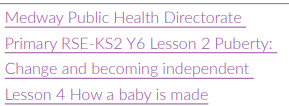 Medway Public Health Directorate
Primary RSE-KS2 Y6 Lesson 2 Puberty:
Change and becoming independent
Lesson 4 How a baby is made